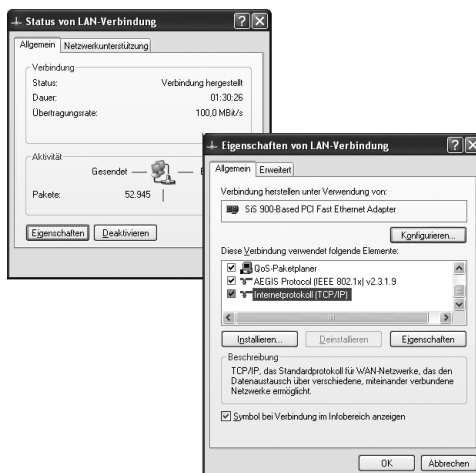 Status von LAN-Verbindung
Allgemein Netzwerkunterstützung
Verbindung
Status: Verbindung hergestellt
Dauer: 01:30:26
Übertragungsrate: 100,0 MBit/s
Aktivität
Gesendet
Pakete: 52.945
Eigenschaften Deaktivieren
Eigenschaften von LAN-Verbindung
Allgemein Erweitert
Verbindung herstellen unter Verwendung von:
SiS 900-Based PCI Fast Ethernet Adapter
Konfigurieren...
Diese Verbindung verwendet folgende Elemente:
QoS-Paketplaner
AEGIS Protocol (IEEE 802.1x) v2.3.1.9
Internetprotokoll (TCP/IP)
Installieren... Deinstallieren Eigenschaften
Beschreibung
TCP/IP, das Standardprotokoll für WAN-Netzwerke, das den
Datenaustausch über verschiedene, miteinander verbundene
Netzwerke ermöglicht.
Symbol bei Verbindung im Infobereich anzeigen
OK Abbrechen